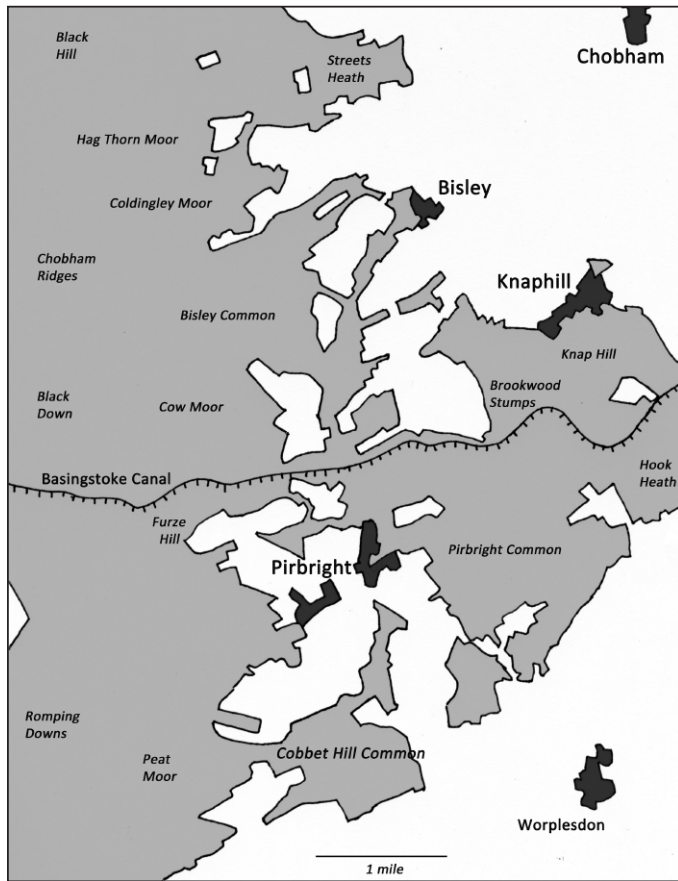 Black
Hill
Streets
Heath
Chobham
Hag Thorn Moor
Bisley
Coldingley Moor
Chobham
Ridges
Knaphill
Bisley Common
Knap Hill
Black
Down
Cow Moor
Brookwood
Stumps
Basingstoke Canal
Hook
Heath
Furze
Hill
Pirbright Common
Pirbright
Romping
Downs
Peat
Moor
Cobbet Hill Common
Worplesdon
1 mile